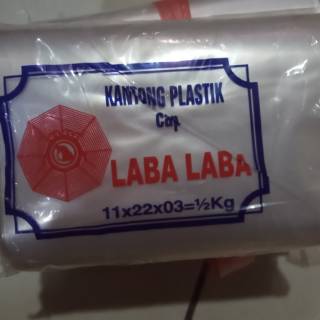 KANTONG PLASTIK
Cap.
LABA LABA
11x22x03=½Kg